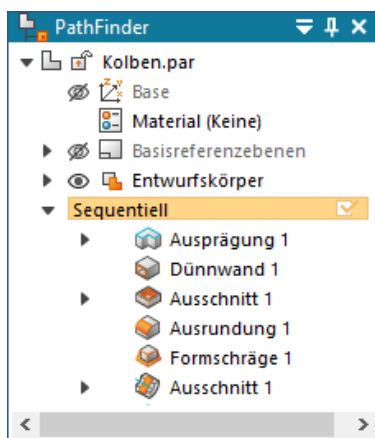 PathFinder
Kolben.par
Base
Material (Keine)
Basisreferenzebenen
Entwurfskörper
Sequentiell
Ausprägung 1
Dünnwand 1
Ausschnitt 1
Ausrundung 1
Formschräge 1
Ausschnitt 1